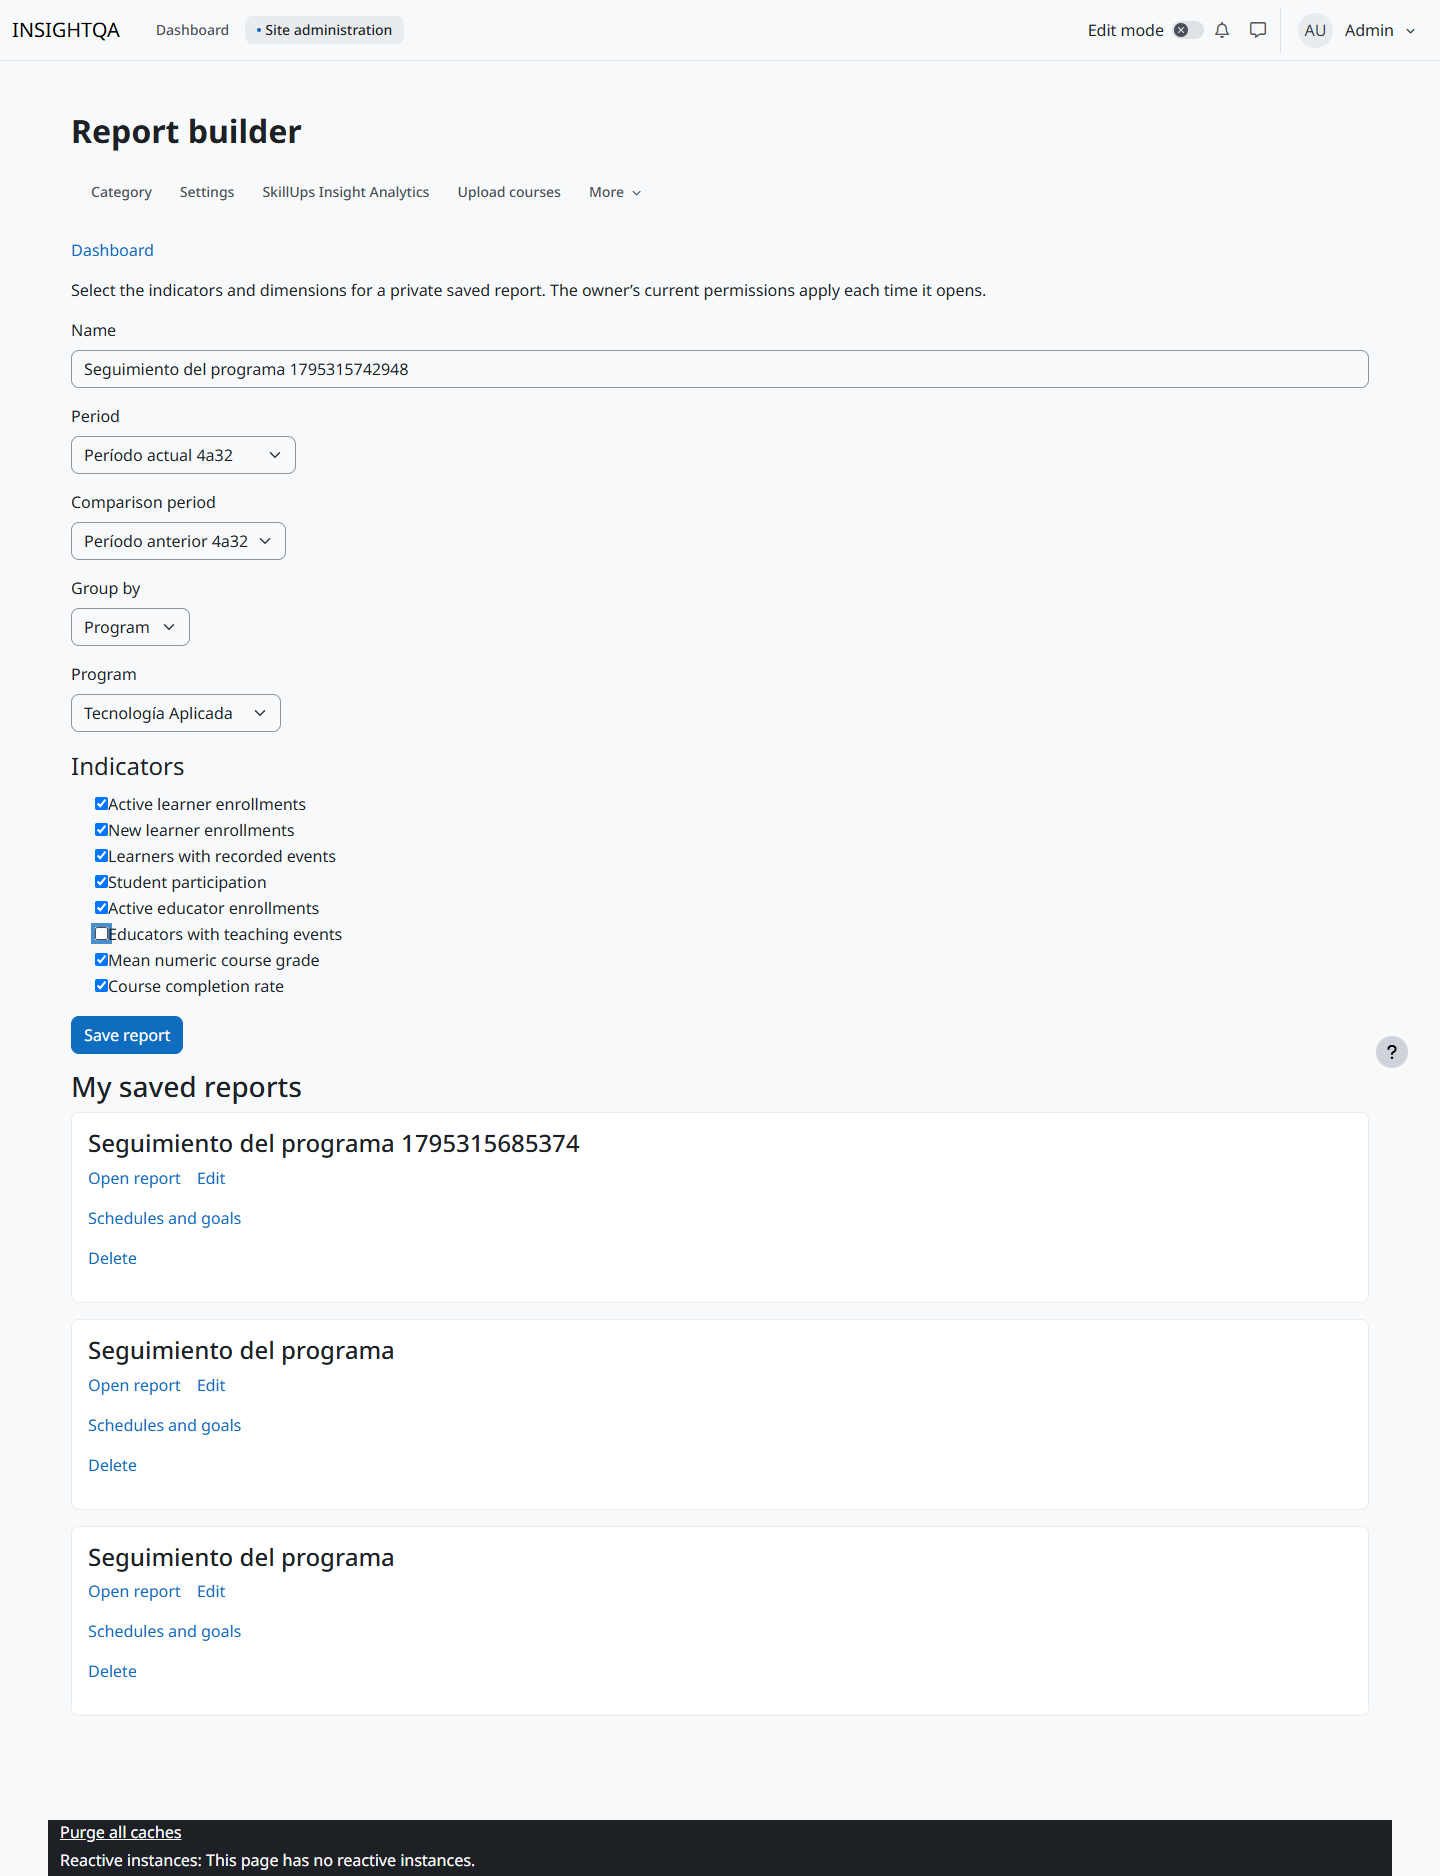 INSIGHTQA
Dashboard
Site administration
Edit mode
AU
Admin
Report builder
Category
Settings
SkillUps Insight Analytics
Upload courses
More
Dashboard
Select the indicators and dimensions for a private saved report. The owner’s current permissions apply each time it opens.
Name
Seguimiento del programa 1795315742948
Period
Período actual 4a32
Comparison period
Período anterior 4a32
Group by
Program
Program
Tecnología Aplicada
Indicators
Active learner enrollments
New learner enrollments
Learners with recorded events
Student participation
Active educator enrollments
Educators with teaching events
Mean numeric course grade
Course completion rate
Save report
?
My saved reports
Seguimiento del programa 1795315685374
Open report Edit
Schedules and goals
Delete
Seguimiento del programa
Open report Edit
Schedules and goals
Delete
Seguimiento del programa
Open report Edit
Schedules and goals
Delete
Purge all caches
Reactive instances: This page has no reactive instances.